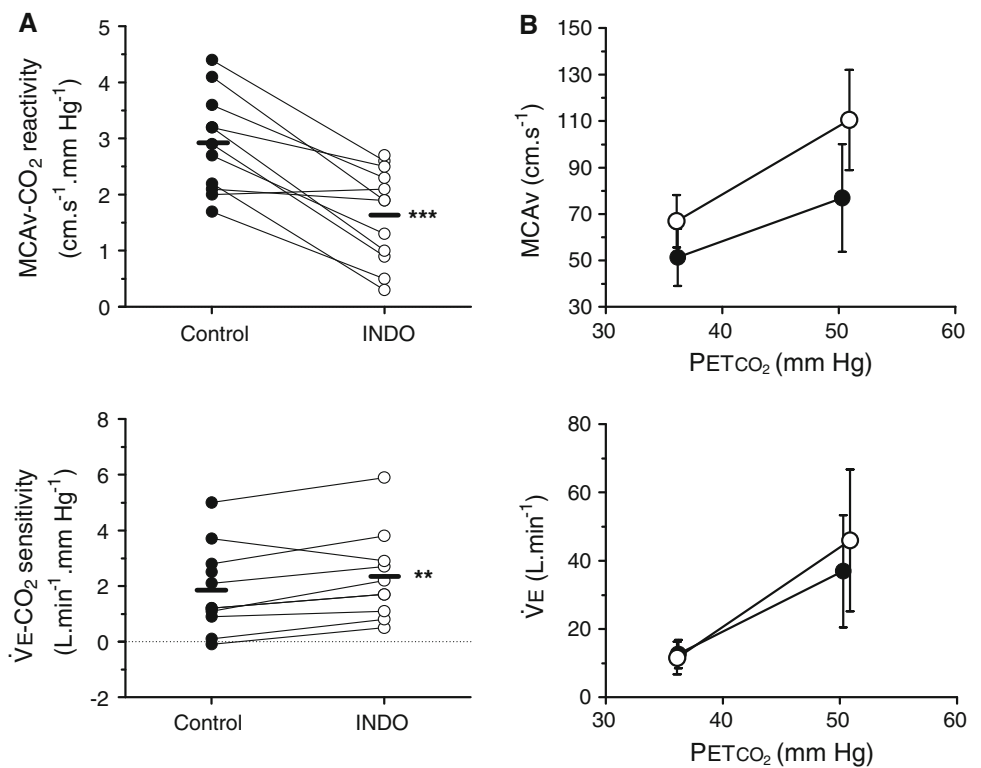 A
MCAv-CO₂ reactivity
(cm.s⁻¹.mm Hg⁻¹)
5
4
3
2
1
0
***
Control
INDO
B
MCAv (cm.s⁻¹)
150
130
110
90
70
50
30
30
40
50
60
PETCO₂ (mm Hg)
V̇E-CO₂ sensitivity
(L.min⁻¹.mm Hg⁻¹)
8
6
4
2
0
-2
**
Control
INDO
V̇E (L.min⁻¹)
80
60
40
20
0
30
40
50
60
PETCO₂ (mm Hg)